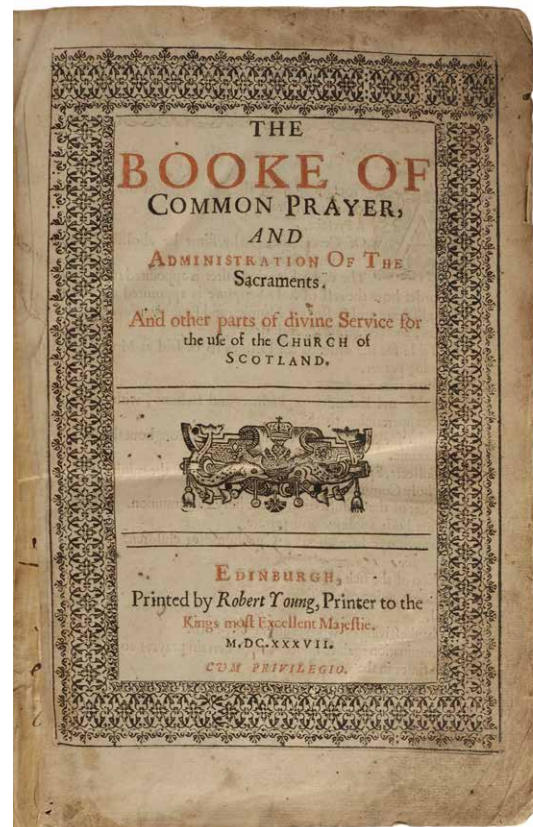 THE
BOOKE OF
COMMON PRAYER,
AND
ADMINISTRATION OF THE
Sacraments.
And other parts of divine Service for
the use of the CHURCH of
SCOTLAND.
EDINBURGH,
Printed by Robert Young, Printer to the
Kings most Excellent Majestie.
M.DC.XXXVII.
CVM PRIVILEGIO.